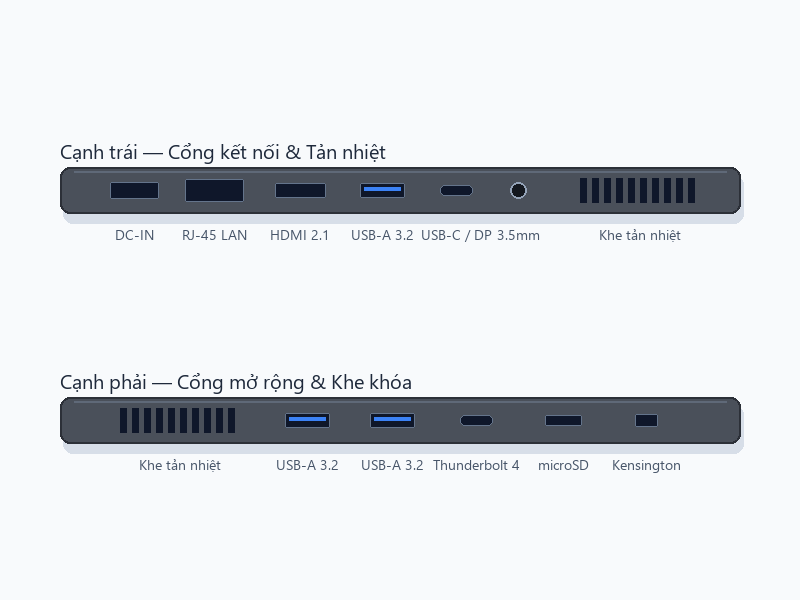 Cạnh trái — Cổng kết nối & Tản nhiệt
DC-IN RJ-45 LAN HDMI 2.1 USB-A 3.2 USB-C / DP 3.5mm Khe tản nhiệt
Cạnh phải — Cổng mở rộng & Khe khóa
Khe tản nhiệt USB-A 3.2 USB-A 3.2 Thunderbolt 4 microSD Kensington